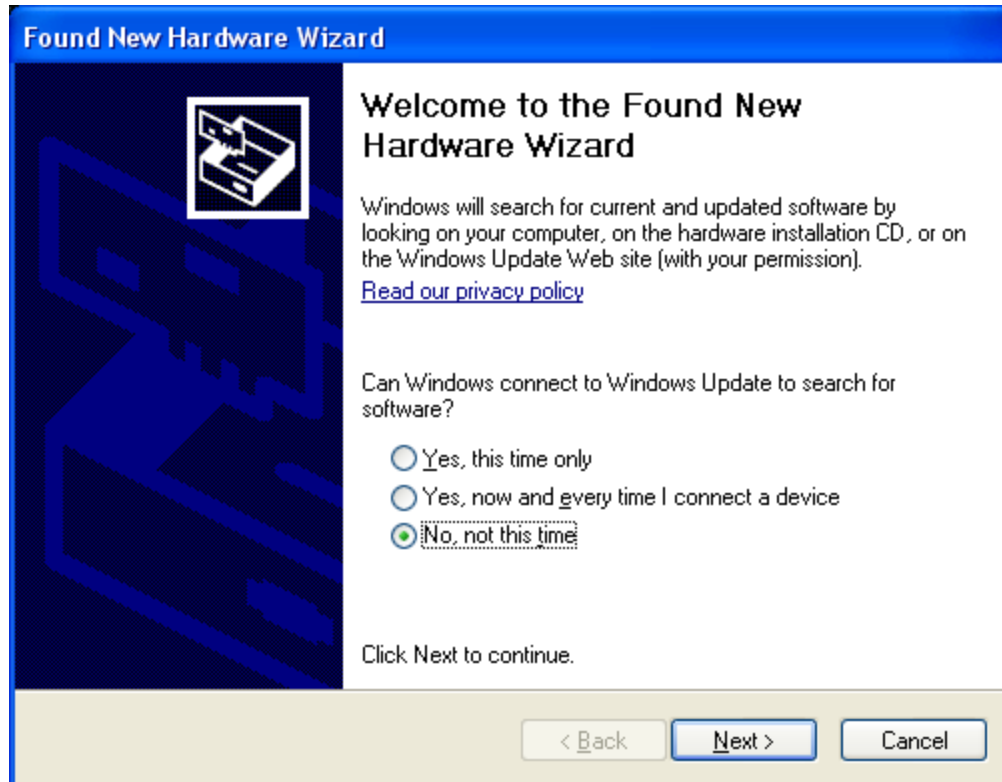 Found New Hardware Wizard
Welcome to the Found New
Hardware Wizard
Windows will search for current and updated software by
looking on your computer, on the hardware installation CD, or on
the Windows Update Web site (with your permission).
Read our privacy policy
Can Windows connect to Windows Update to search for
software?
Yes, this time only
Yes, now and every time I connect a device
No, not this time
Click Next to continue.
< Back Next > Cancel